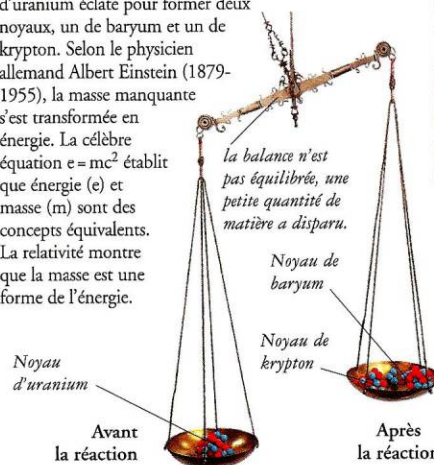 d'uranium éclate pour former deux
noyaux, un de baryum et un de
krypton. Selon le physicien
allemand Albert Einstein (1879-
1955), la masse manquante
s'est transformée en
énergie. La célèbre
équation e = mc² établit
que énergie (e) et
masse (m) sont des
concepts équivalents.
La relativité montre
que la masse est une
forme de l'énergie.
la balance n'est
pas équilibrée, une
petite quantité de
matière a disparu.
Noyau de
baryum
Noyau de
krypton
Noyau
d'uranium
Avant
la réaction
Après
la réaction